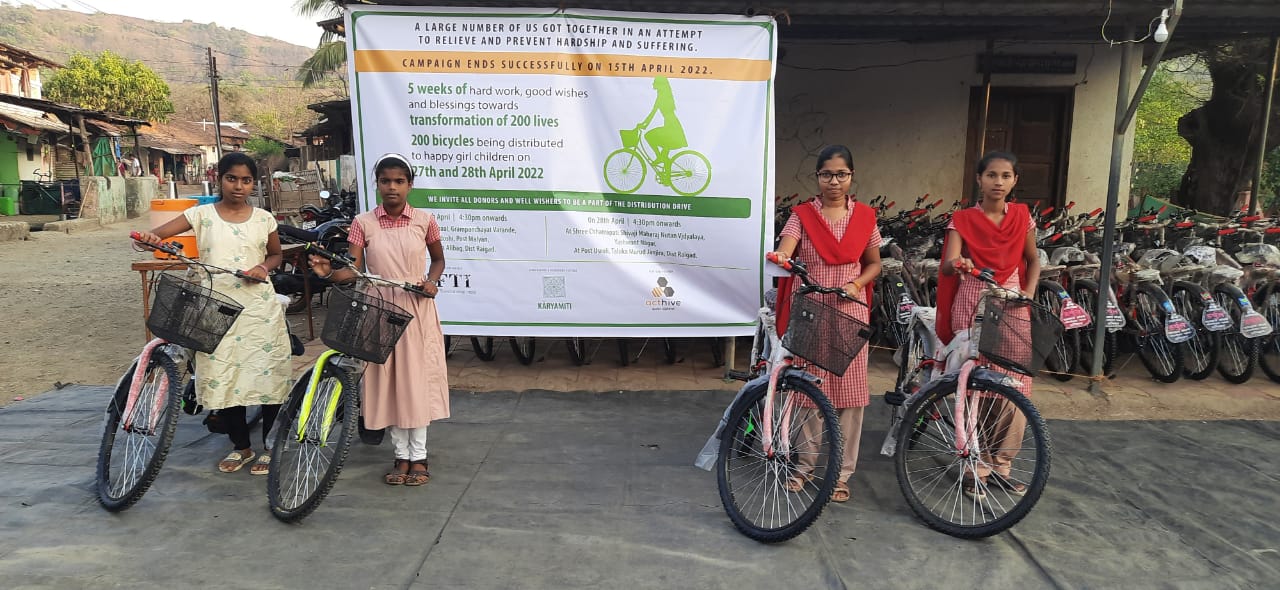 A LARGE NUMBER OF US GOT TOGETHER IN AN ATTEMPT
TO RELIEVE AND PREVENT HARDSHIP AND SUFFERING.
CAMPAIGN ENDS SUCCESSFULLY ON 15TH APRIL 2022.
5 weeks of hard work, good wishes
and blessings towards
transformation of 200 lives
200 bicycles being distributed
to happy girl children on
27th and 28th April 2022
WE INVITE ALL DONORS AND WELL WISHERS TO BE A PART OF THE DISTRIBUTION DRIVE
April | 4:30pm onwards
Grampanchayat Varande,
Post Malyan,
Alibag, Dist Raigad.
On 28th April | 4:30pm onwards
At Shree Chhatrapati Shivaji Maharaj Nutan Vidyalaya,
Yashwant Nagar,
At Post Usroli, Taluka Murud Janjira, Dist Raigad.
FTI
KARYAMITI
acthive